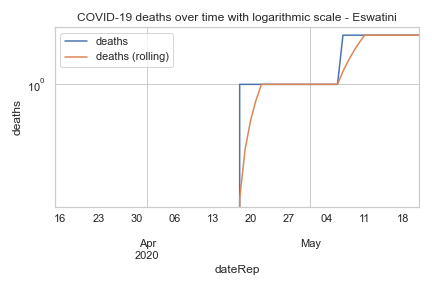 COVID-19 deaths over time with logarithmic scale - Eswatini
deaths
deaths (rolling)
10⁰
deaths
16 23 30 06 13 20 27 04 11 18
Apr May
2020
dateRep